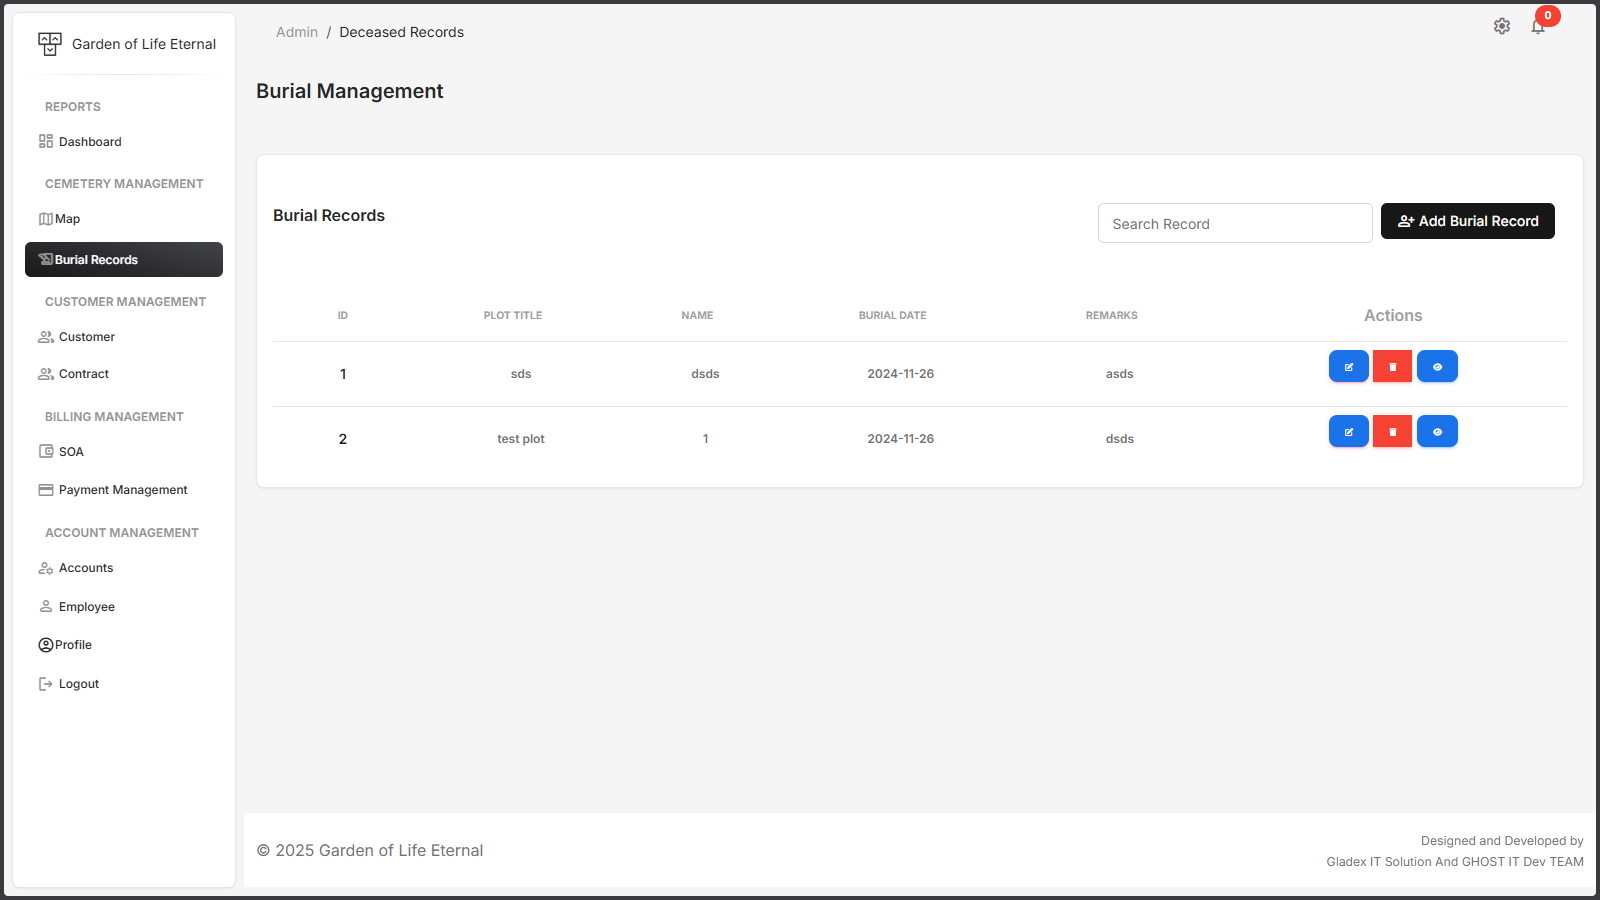 Garden of Life Eternal
REPORTS
Dashboard
CEMETERY MANAGEMENT
Map
Burial Records
CUSTOMER MANAGEMENT
Customer
Contract
BILLING MANAGEMENT
SOA
Payment Management
ACCOUNT MANAGEMENT
Accounts
Employee
Profile
Logout
Admin / Deceased Records
0
Burial Management
Burial Records
Search Record
Add Burial Record
ID PLOT TITLE NAME BURIAL DATE REMARKS Actions
1 sds dsds 2024-11-26 asds
2 test plot 1 2024-11-26 dsds
© 2025 Garden of Life Eternal
Designed and Developed by
Gladex IT Solution And GHOST IT Dev TEAM